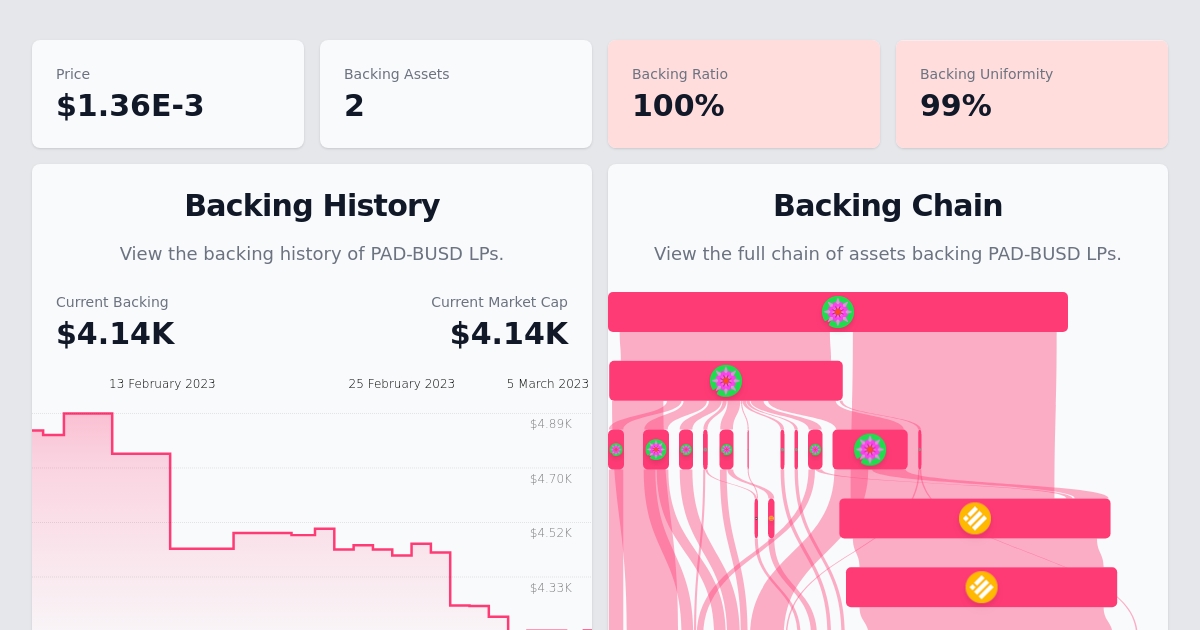 Price
$1.36E-3
Backing Assets
2
Backing Ratio
100%
Backing Uniformity
99%
Backing History
View the backing history of PAD-BUSD LPs.
Current Backing
$4.14K
Current Market Cap
$4.14K
13 February 2023
25 February 2023
5 March 2023
$4.89K
$4.70K
$4.52K
$4.33K
Backing Chain
View the full chain of assets backing PAD-BUSD LPs.